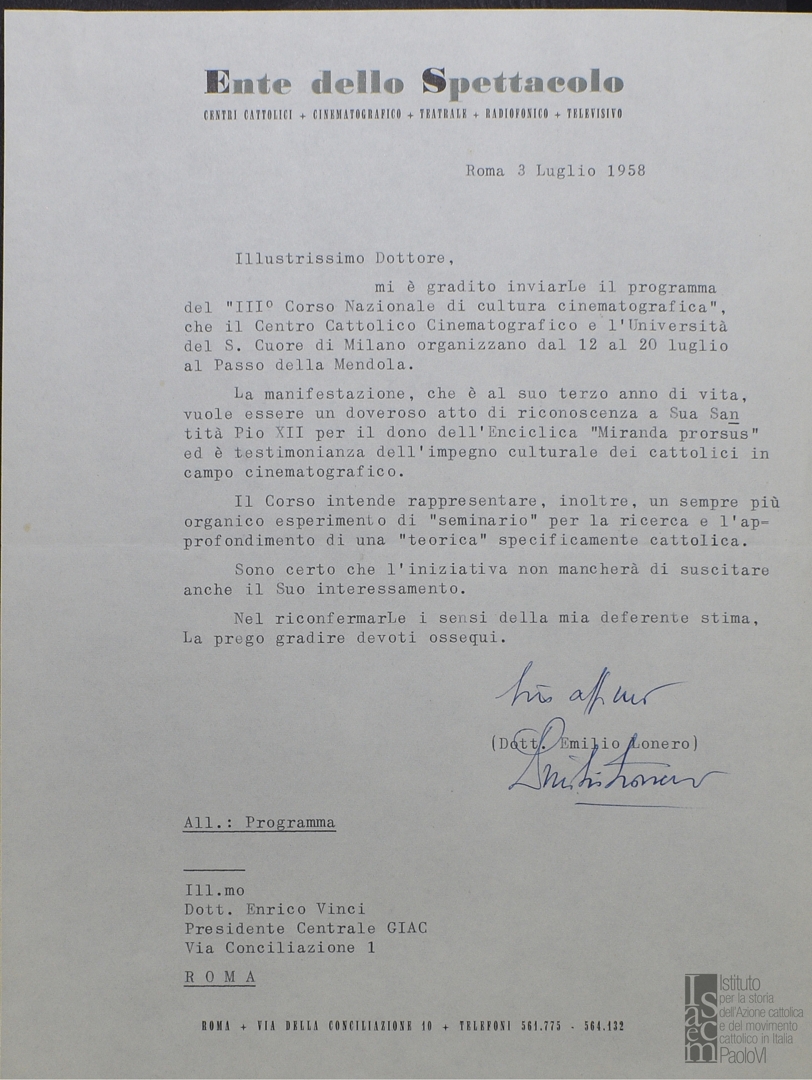 Ente dello Spettacolo
CENTRI CATTOLICI + CINEMATOGRAFICO + TEATRALE + RADIOFONICO + TELEVISIVO
Roma 3 Luglio 1958
Illustrissimo Dottore,
mi è gradito inviarLe il programma
del "IIIº Corso Nazionale di cultura cinematografica",
che il Centro Cattolico Cinematografico e l'Università
del S. Cuore di Milano organizzano dal 12 al 20 luglio
al Passo della Mendola.
La manifestazione, che è al suo terzo anno di vita,
vuole essere un doveroso atto di riconoscenza a Sua San
tità Pio XII per il dono dell'Enciclica "Miranda prorsus"
ed è testimonianza dell'impegno culturale dei cattolici in
campo cinematografico.
Il Corso intende rappresentare, inoltre, un sempre più
organico esperimento di "seminario" per la ricerca e l'ap=
profondimento di una "teorica" specificamente cattolica.
Sono certo che l'iniziativa non mancherà di suscitare
anche il Suo interessamento.
Nel riconfermarLe i sensi della mia deferente stima,
La prego gradire devoti ossequi.
(Dott. Emilio Lonero)
Emilio Lonero
All.: Programma
Ill.mo
Dott. Enrico Vinci
Presidente Centrale GIAC
Via Conciliazione 1
R O M A
ROMA + VIA DELLA CONCILIAZIONE 10 + TELEFONI 561.775 - 564.132
Isacem
Istituto
per la storia
dell'Azione cattolica
e del movimento
cattolico in Italia
PaoloVI